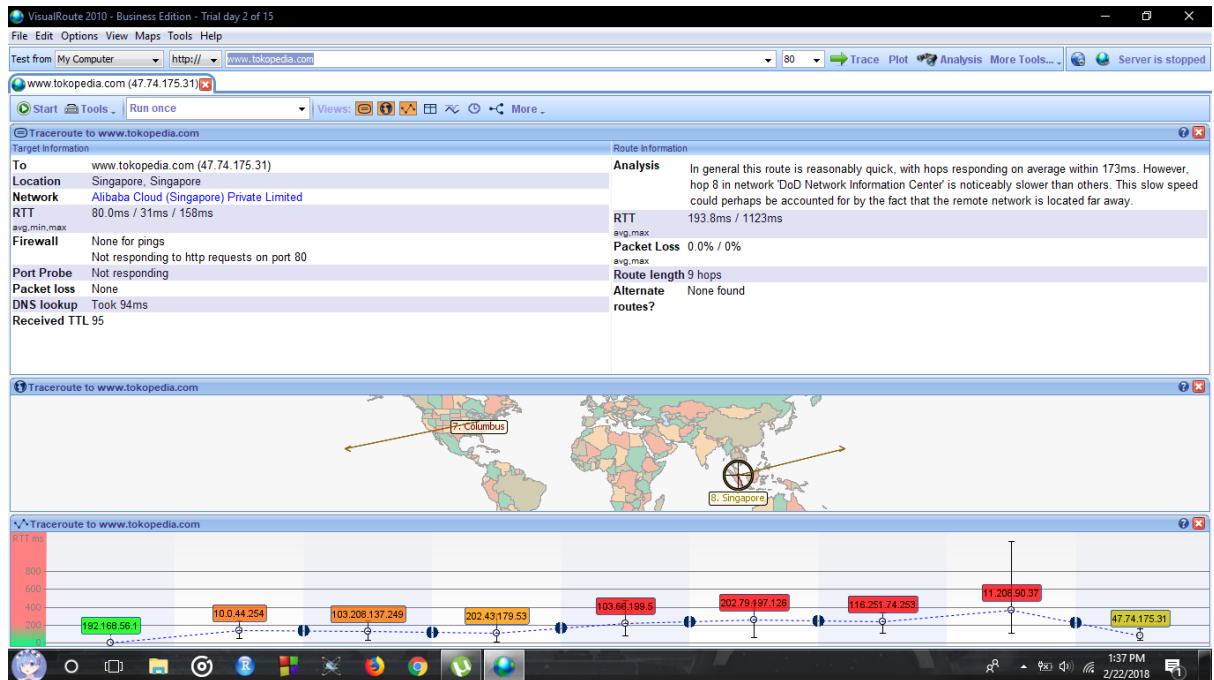 VisualRoute 2010 - Business Edition - Trial day 2 of 15
File Edit Options View Maps Tools Help
Test from My Computer http:// www.tokopedia.com 80 Trace Plot Analysis More Tools... Server is stopped
www.tokopedia.com (47.74.175.31)
Start Tools Run once Views: More
Traceroute to www.tokopedia.com
Target Information
To www.tokopedia.com (47.74.175.31)
Location Singapore, Singapore
Network Alibaba Cloud (Singapore) Private Limited
RTT 80.0ms / 31ms / 158ms
avg,min,max
Firewall None for pings
Not responding to http requests on port 80
Port Probe Not responding
Packet loss None
DNS lookup Took 94ms
Received TTL 95
Route Information
Analysis In general this route is reasonably quick, with hops responding on average within 173ms. However,
hop 8 in network 'DoD Network Information Center' is noticeably slower than others. This slow speed
could perhaps be accounted for by the fact that the remote network is located far away.
RTT 193.8ms / 1123ms
avg,max
Packet Loss 0.0% / 0%
avg,max
Route length 9 hops
Alternate None found
routes?
Traceroute to www.tokopedia.com
7. Columbus
8. Singapore
Traceroute to www.tokopedia.com
RTT ms
800
600
400
200
0
192.168.56.1
10.0.44.254
103.208.137.249
202.43.179.53
103.66.199.5
202.79.197.126
116.251.74.253
11.208.90.37
47.74.175.31
1:37 PM
2/22/2018